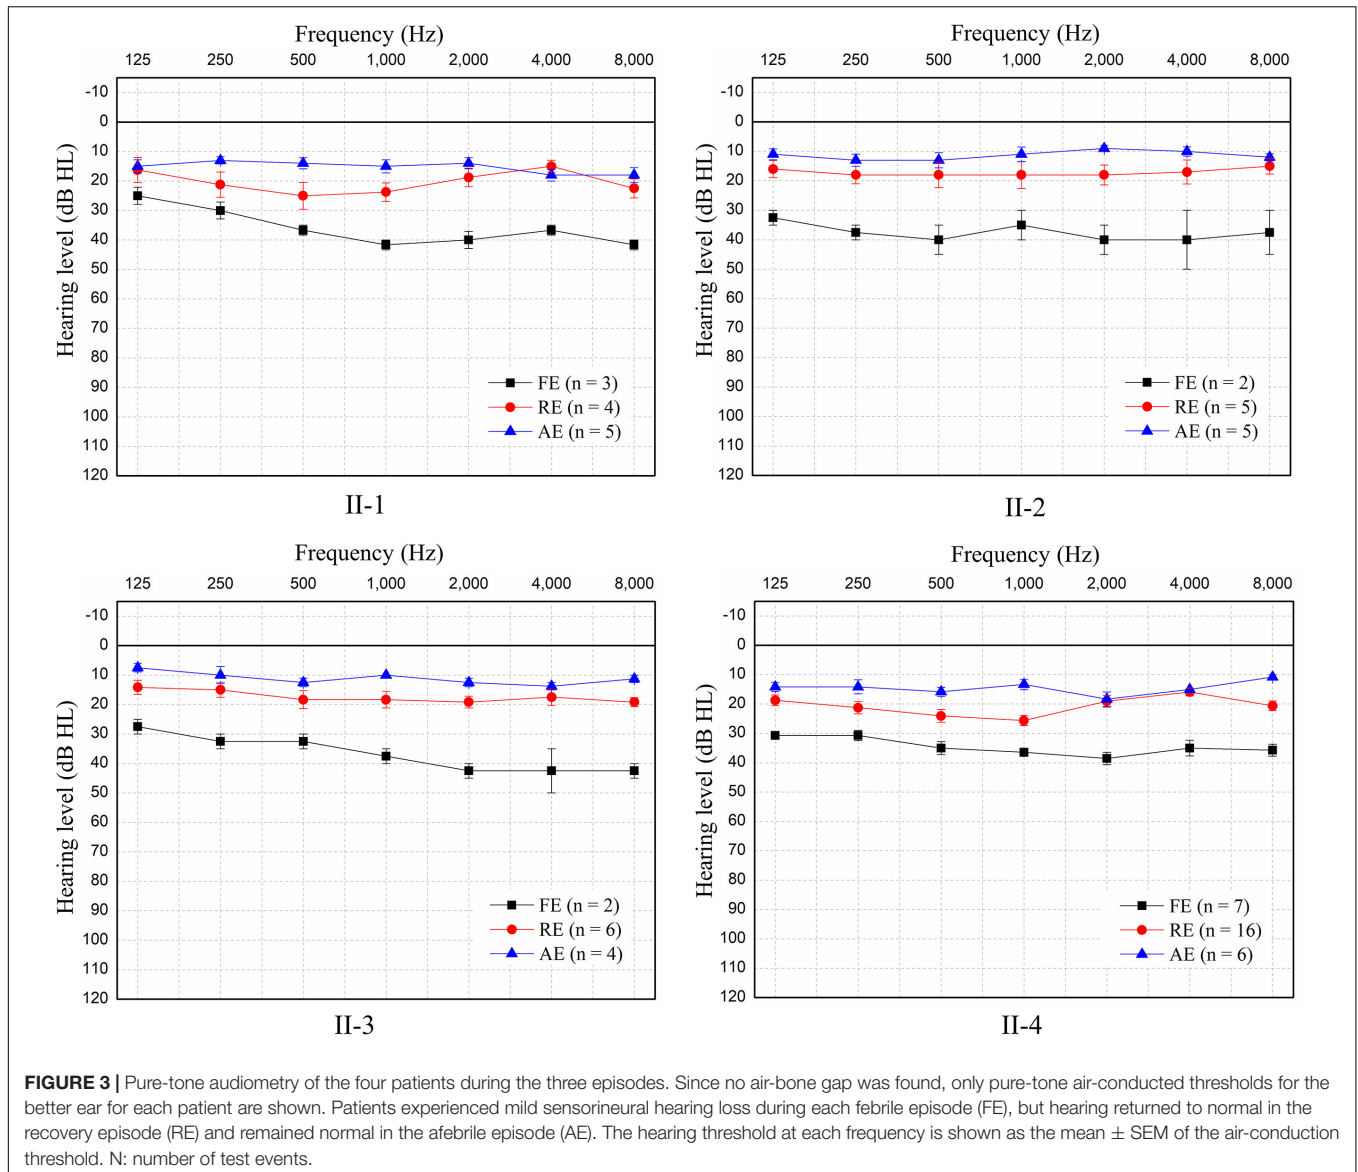 Frequency (Hz)
125 250 500 1,000 2,000 4,000 8,000
Hearing level (dB HL)
-10
0
10
20
30
40
50
60
70
80
90
100
110
120
FE (n = 3)
RE (n = 4)
AE (n = 5)
II-1
Frequency (Hz)
125 250 500 1,000 2,000 4,000 8,000
Hearing level (dB HL)
-10
0
10
20
30
40
50
60
70
80
90
100
110
120
FE (n = 2)
RE (n = 5)
AE (n = 5)
II-2
Frequency (Hz)
125 250 500 1,000 2,000 4,000 8,000
Hearing level (dB HL)
-10
0
10
20
30
40
50
60
70
80
90
100
110
120
FE (n = 2)
RE (n = 6)
AE (n = 4)
II-3
Frequency (Hz)
125 250 500 1,000 2,000 4,000 8,000
Hearing level (dB HL)
-10
0
10
20
30
40
50
60
70
80
90
100
110
120
FE (n = 7)
RE (n = 16)
AE (n = 6)
II-4
FIGURE 3 | Pure-tone audiometry of the four patients during the three episodes. Since no air-bone gap was found, only pure-tone air-conducted thresholds for the
better ear for each patient are shown. Patients experienced mild sensorineural hearing loss during each febrile episode (FE), but hearing returned to normal in the
recovery episode (RE) and remained normal in the afebrile episode (AE). The hearing threshold at each frequency is shown as the mean ± SEM of the air-conduction
threshold. N: number of test events.